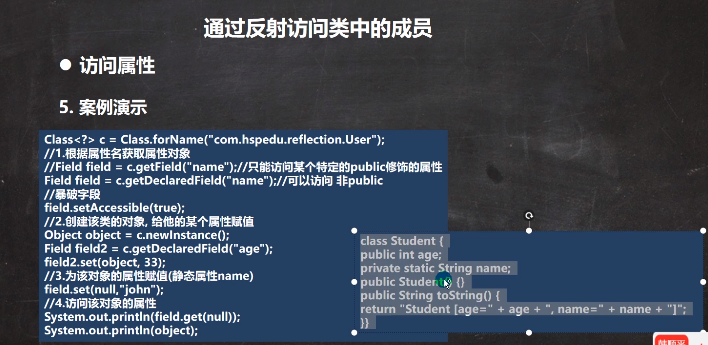 通过反射访问类中的成员
● 访问属性
5. 案例演示
Class<?> c = Class.forName("com.hspedu.reflection.User");
//1.根据属性名获取属性对象
//Field field = c.getField("name");//只能访问某个特定的public修饰的属性
Field field = c.getDeclaredField("name");//可以访问 非public
//暴破字段
field.setAccessible(true);
//2.创建该类的对象, 给他的某个属性赋值
Object object = c.newInstance();
Field field2 = c.getDeclaredField("age");
field2.set(object, 33);
//3.为该对象的属性赋值(静态属性name)
field.set(null,"john");
//4.访问该对象的属性
System.out.println(field.get(null));
System.out.println(object);
class Student {
public int age;
private static String name;
public Student() {}
public String toString() {
return "Student [age=" + age + ", name=" + name + "]";
}}
韩顺平